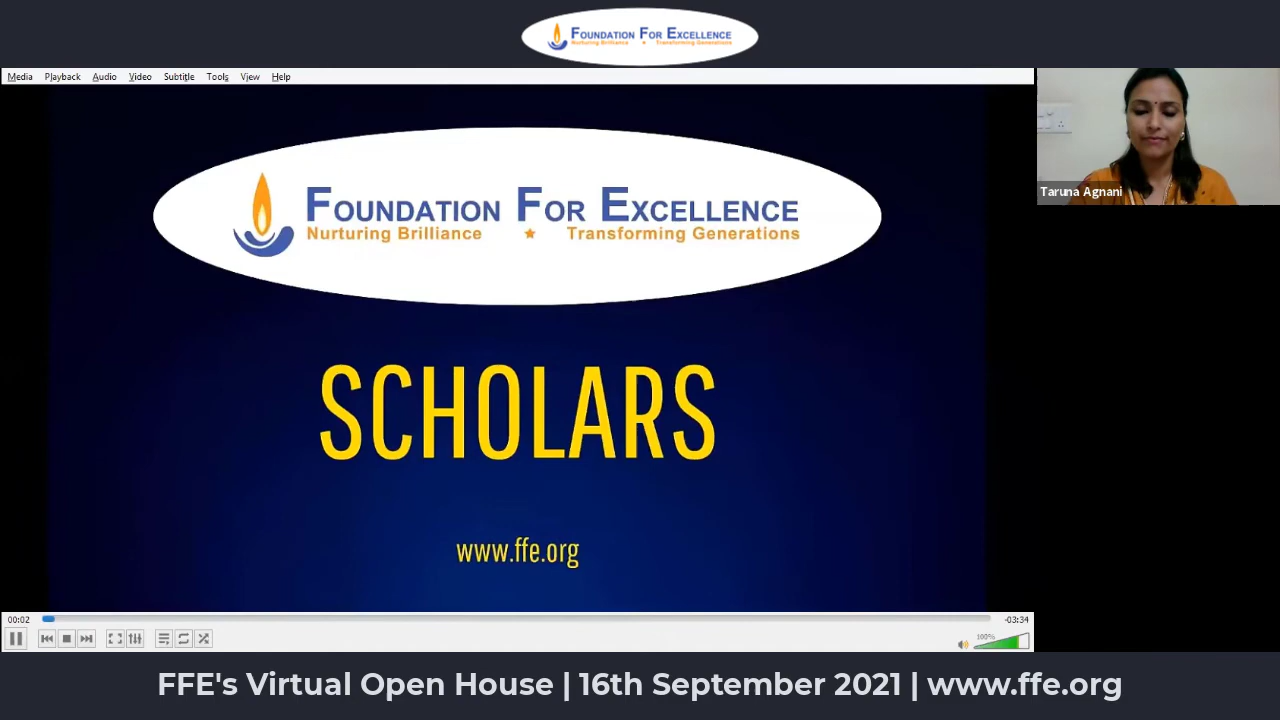 FOUNDATION FOR EXCELLENCE
Nurturing Brilliance ★ Transforming Generations
Media Playback Audio Video Subtitle Tools View Help
FOUNDATION FOR EXCELLENCE
Nurturing Brilliance ★ Transforming Generations
SCHOLARS
www.ffe.org
Taruna Agnani
00:02 -03:34
100%
FFE's Virtual Open House | 16th September 2021 | www.ffe.org